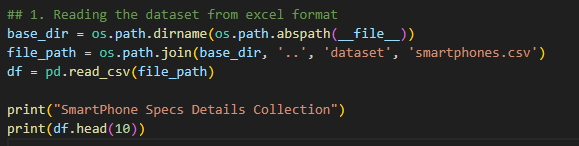 ## 1. Reading the dataset from excel format
base_dir = os.path.dirname(os.path.abspath(__file__))
file_path = os.path.join(base_dir, '..', 'dataset', 'smartphones.csv')
df = pd.read_csv(file_path)
print("SmartPhone Specs Details Collection")
print(df.head(10))